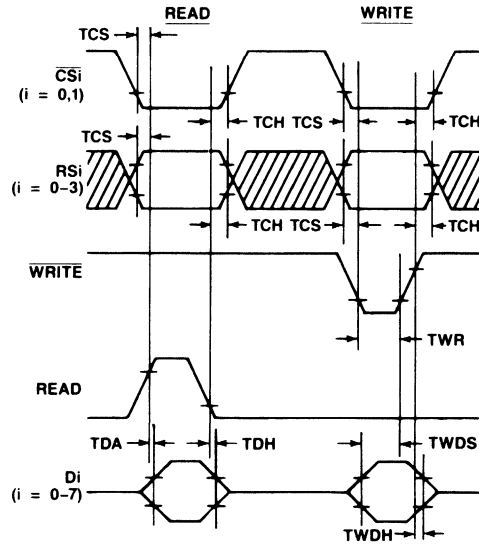 READ WRITE
TCS
CSi
(i = 0,1)
TCS TCH TCS TCH
RSi
(i = 0–3)
TCH TCS TCH
WRITE
TWR
READ
TDA TDH TWDS
Di
(i = 0–7)
TWDH